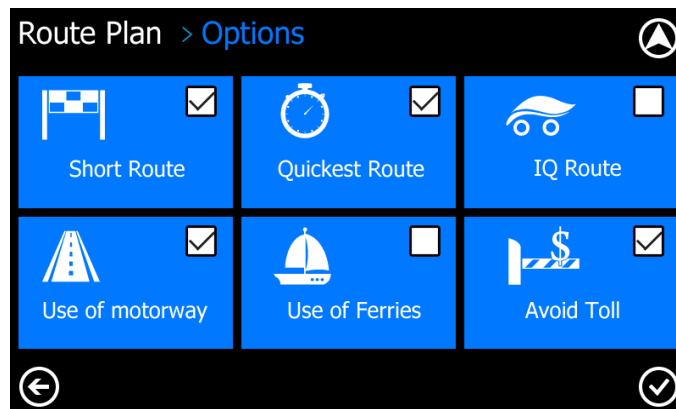 Route Plan > Options
Short Route
Quickest Route
IQ Route
$
Use of motorway
Use of Ferries
Avoid Toll